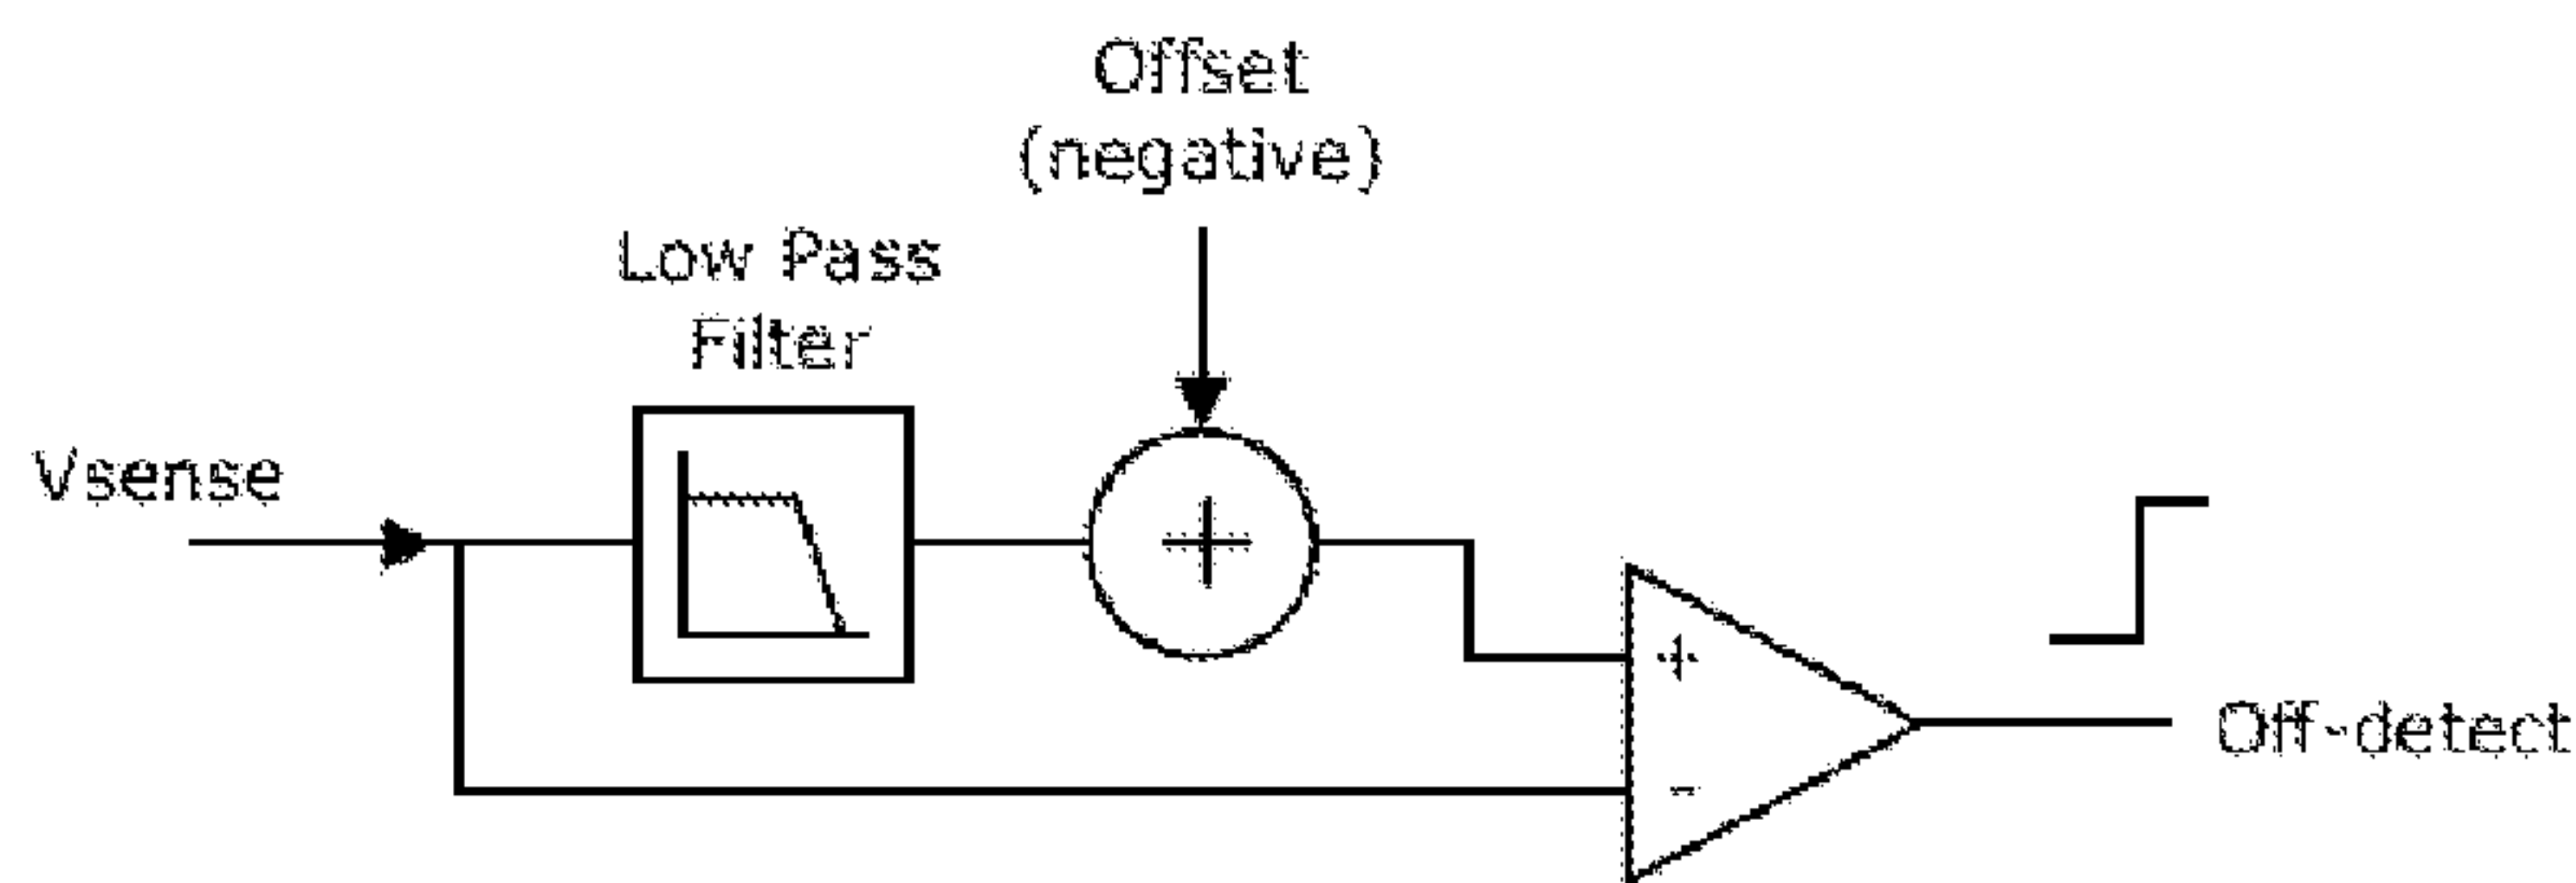 Offset
(negative)
Low Pass
Filter
Vsense
+
+
-
Off-detect